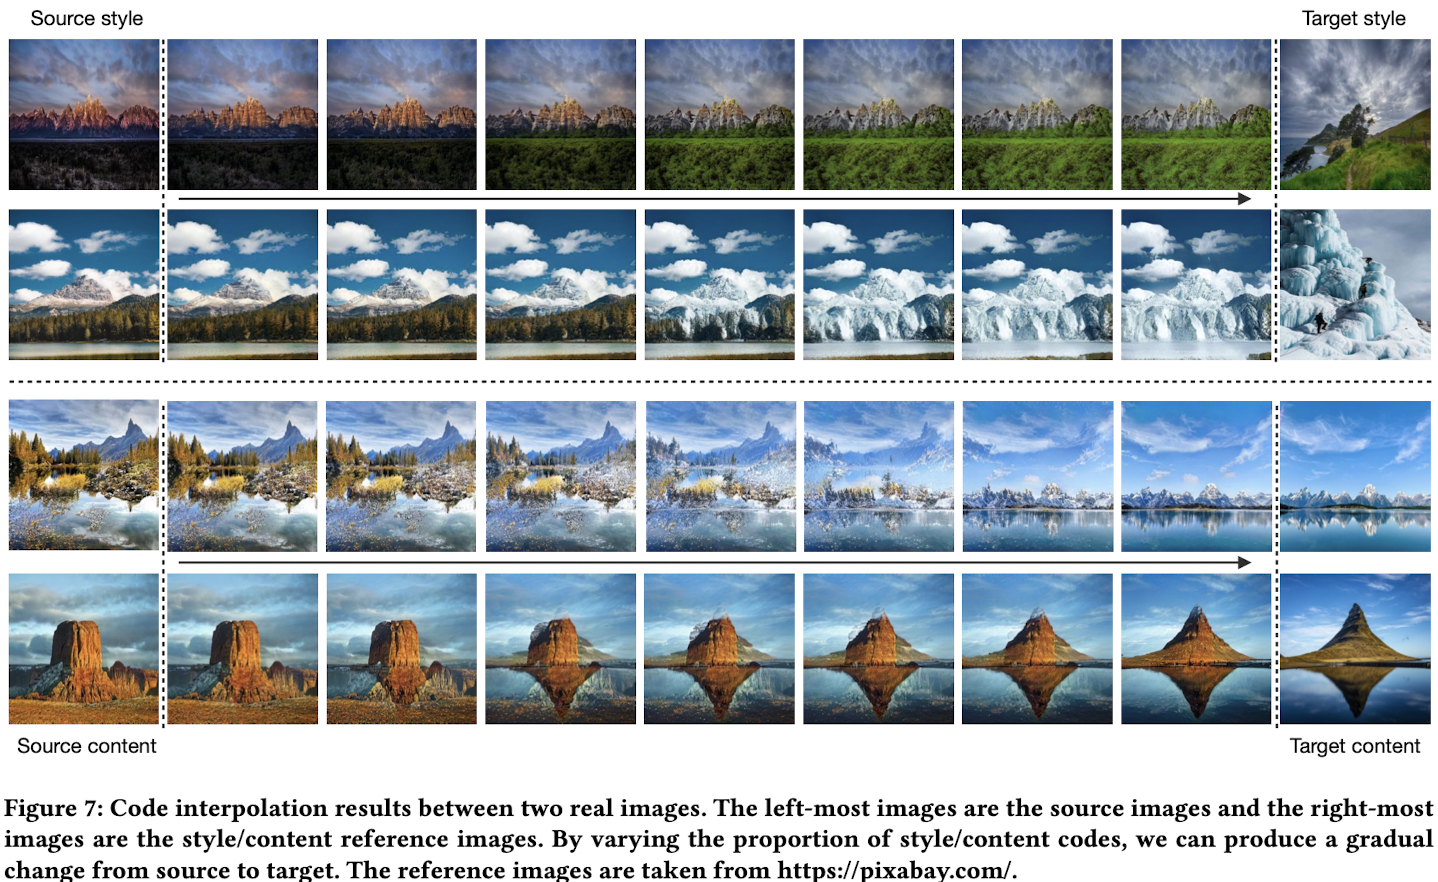 Source style
Target style
Source content
Target content
Figure 7: Code interpolation results between two real images. The left-most images are the source images and the right-most
images are the style/content reference images. By varying the proportion of style/content codes, we can produce a gradual
change from source to target. The reference images are taken from https://pixabay.com/.